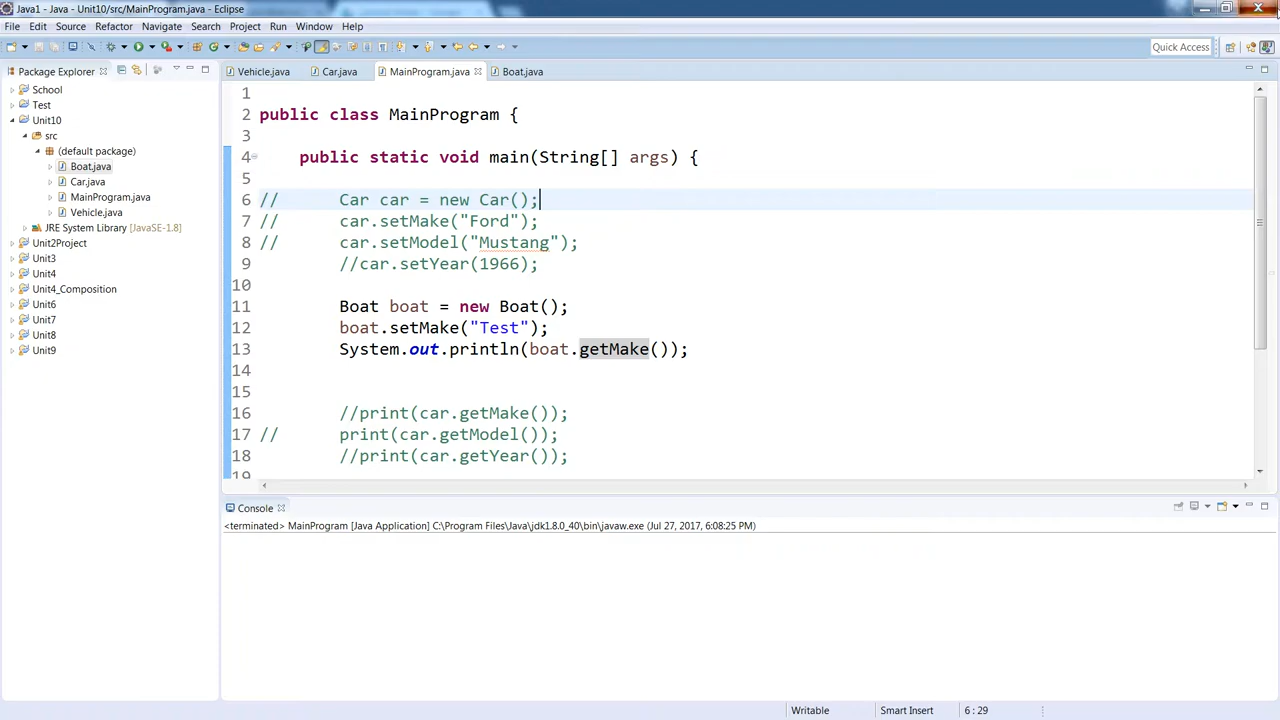 Java1 - Java - Unit10/src/MainProgram.java - Eclipse
File Edit Source Refactor Navigate Search Project Run Window Help
Quick Access
Package Explorer
School
Test
Unit10
src
(default package)
Boat.java
Car.java
MainProgram.java
Vehicle.java
JRE System Library [JavaSE-1.8]
Unit2Project
Unit3
Unit4
Unit4_Composition
Unit6
Unit7
Unit8
Unit9
Vehicle.java Car.java MainProgram.java Boat.java
1
2 public class MainProgram {
3
4 public static void main(String[] args) {
5
6 // Car car = new Car();
7 // car.setMake("Ford");
8 // car.setModel("Mustang");
9 //car.setYear(1966);
10
11 Boat boat = new Boat();
12 boat.setMake("Test");
13 System.out.println(boat.getMake());
14
15
16 //print(car.getMake());
17 // print(car.getModel());
18 //print(car.getYear());
19
Console
<terminated> MainProgram [Java Application] C:\Program Files\Java\jdk1.8.0_40\bin\javaw.exe (Jul 27, 2017, 6:08:25 PM)
Writable Smart Insert 6 : 29